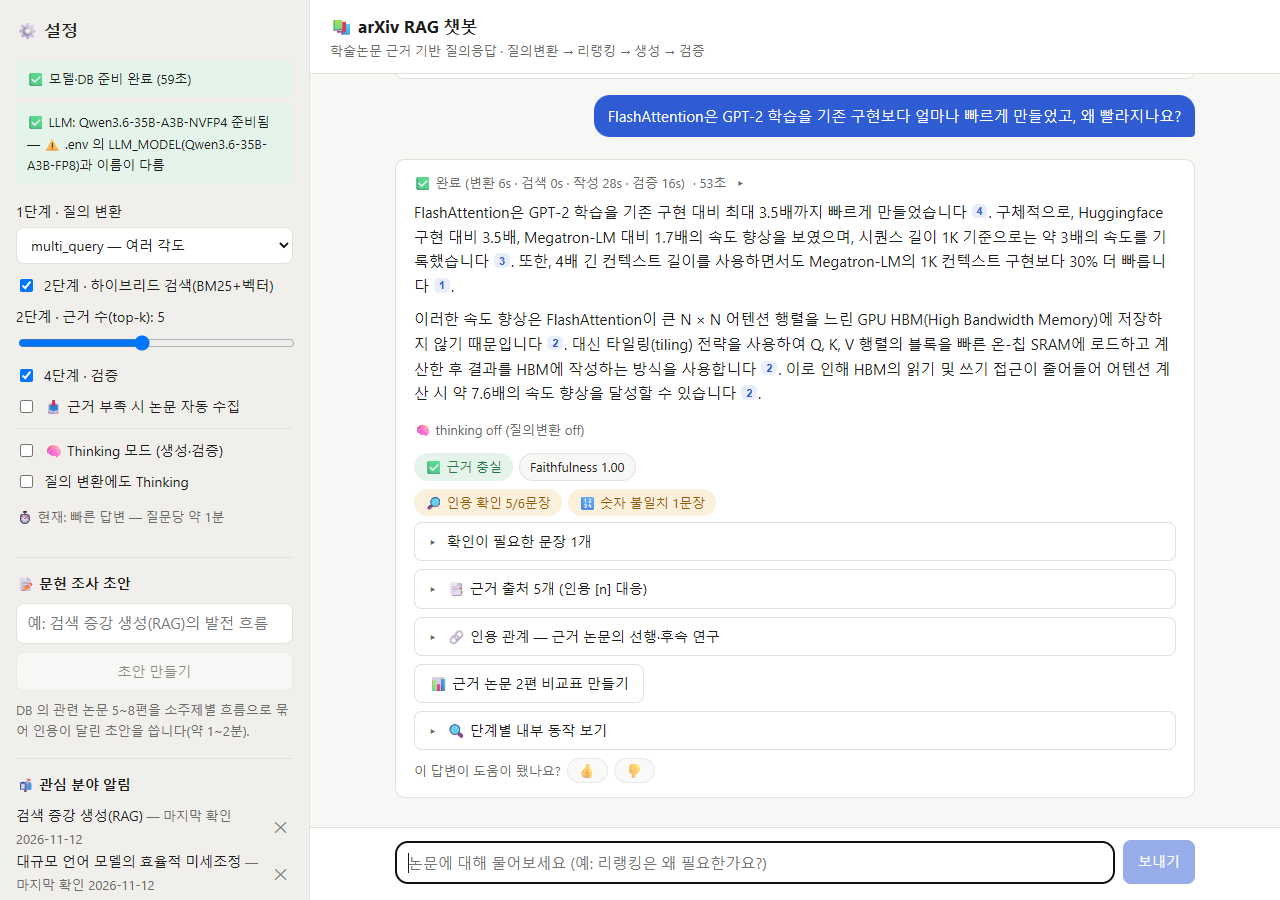 ⚙️ 설정
✅ 모델·DB 준비 완료 (59초)
✅ LLM: Qwen3.6-35B-A3B-NVFP4 준비됨
— ⚠️ .env 의 LLM_MODEL(Qwen3.6-35B-
A3B-FP8)과 이름이 다름
1단계 · 질의 변환
multi_query — 여러 각도
2단계 · 하이브리드 검색(BM25+벡터)
2단계 · 근거 수(top-k): 5
4단계 · 검증
📥 근거 부족 시 논문 자동 수집
🧠 Thinking 모드 (생성·검증)
질의 변환에도 Thinking
⏱️ 현재: 빠른 답변 — 질문당 약 1분
📝 문헌 조사 초안
예: 검색 증강 생성(RAG)의 발전 흐름
초안 만들기
DB 의 관련 논문 5~8편을 소주제별 흐름으로 묶
어 인용이 달린 초안을 씁니다(약 1~2분).
📬 관심 분야 알림
검색 증강 생성(RAG) — 마지막 확인
2026-11-12
대규모 언어 모델의 효율적 미세조정 —
마지막 확인 2026-11-12
📚 arXiv RAG 챗봇
학술논문 근거 기반 질의응답 · 질의변환 → 리랭킹 → 생성 → 검증
FlashAttention은 GPT-2 학습을 기존 구현보다 얼마나 빠르게 만들었고, 왜 빨라지나요?
✅ 완료 (변환 6s · 검색 0s · 작성 28s · 검증 16s) · 53초 ▸
FlashAttention은 GPT-2 학습을 기존 구현 대비 최대 3.5배까지 빠르게 만들었습니다 4 . 구체적으로, Huggingface
구현 대비 3.5배, Megatron-LM 대비 1.7배의 속도 향상을 보였으며, 시퀀스 길이 1K 기준으로는 약 3배의 속도를 기
록했습니다 3 . 또한, 4배 긴 컨텍스트 길이를 사용하면서도 Megatron-LM의 1K 컨텍스트 구현보다 30% 더 빠릅니
다 1 .
이러한 속도 향상은 FlashAttention이 큰 N × N 어텐션 행렬을 느린 GPU HBM(High Bandwidth Memory)에 저장하
지 않기 때문입니다 2 . 대신 타일링(tiling) 전략을 사용하여 Q, K, V 행렬의 블록을 빠른 온-칩 SRAM에 로드하고 계
산한 후 결과를 HBM에 작성하는 방식을 사용합니다 2 . 이로 인해 HBM의 읽기 및 쓰기 접근이 줄어들어 어텐션 계
산 시 약 7.6배의 속도 향상을 달성할 수 있습니다 2 .
🧠 thinking off (질의변환 off)
✅ 근거 충실 Faithfulness 1.00
🔎 인용 확인 5/6문장 🔢 숫자 불일치 1문장
▸ 확인이 필요한 문장 1개
▸ 📑 근거 출처 5개 (인용 [n] 대응)
▸ 🔗 인용 관계 — 근거 논문의 선행·후속 연구
📊 근거 논문 2편 비교표 만들기
▸ 🔍 단계별 내부 동작 보기
이 답변이 도움이 됐나요? 👍 👎
논문에 대해 물어보세요 (예: 리랭킹은 왜 필요한가요?)
보내기